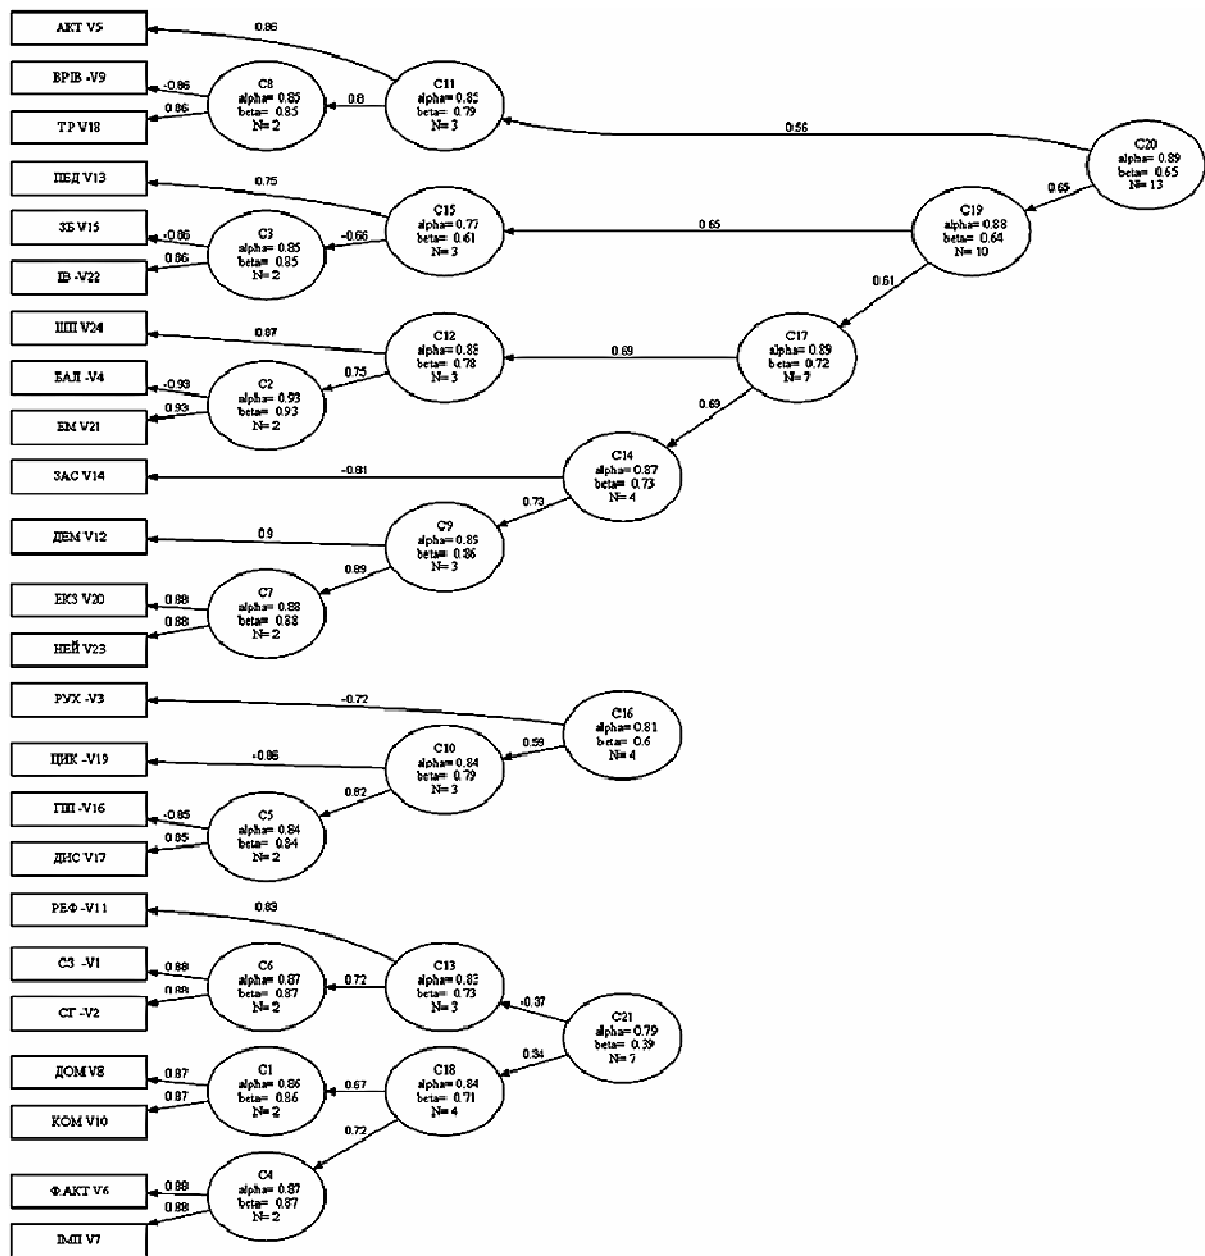 АКТ V5
0.86
ВРІВ -V9
-0.86
C8
alpha= 0.85
beta= 0.85
N= 2
0.8
C11
alpha= 0.85
beta= 0.79
N= 3
ТР V18
0.86
0.56
C20
alpha= 0.89
beta= 0.65
N= 13
ПЕД V13
0.75
0.65
C19
alpha= 0.88
beta= 0.64
N= 10
C15
alpha= 0.77
beta= 0.61
N= 3
0.65
ЗБ V15
-0.86
C3
alpha= 0.85
beta= 0.85
N= 2
-0.66
ІВ -V22
0.86
0.61
V24
0.87
C12
alpha= 0.88
beta= 0.78
N= 3
0.69
C17
alpha= 0.89
beta= 0.72
N= 7
БАЛ -V4
-0.93
C2
alpha= 0.93
beta= 0.93
N= 2
0.75
ЕМ V21
0.93
0.69
ЗАС V14
-0.81
C14
alpha= 0.87
beta= 0.73
N= 4
0.73
ДЕМ V12
0.9
C9
beta= 0.86
N= 3
0.89
ЕКЗ V20
0.88
C7
alpha= 0.88
beta= 0.88
N= 2
НЕЙ V23
0.88
РУХ -V3
-0.72
C16
alpha= 0.81
beta= 0.6
N= 4
0.59
ЦИК -V19
-0.86
C10
alpha= 0.84
beta= 0.79
N= 3
0.82
-V16
-0.85
C5
alpha= 0.84
beta= 0.84
N= 2
ДИС V17
0.85
РЕФ -V11
0.83
СЗ -V1
0.88
C6
alpha= 0.87
beta= 0.87
N= 2
0.72
C13
alpha= 0.83
beta= 0.73
N= 3
-0.37
СГ -V2
0.88
C21
alpha= 0.79
beta= 0.39
N= 7
0.34
ДОМ V8
0.87
C1
alpha= 0.86
beta= 0.86
N= 2
0.67
C18
alpha= 0.84
beta= 0.71
N= 4
КОМ V10
0.87
0.72
ФАКТ V6
0.88
C4
alpha= 0.87
beta= 0.87
N= 2
ІМП V7
0.88